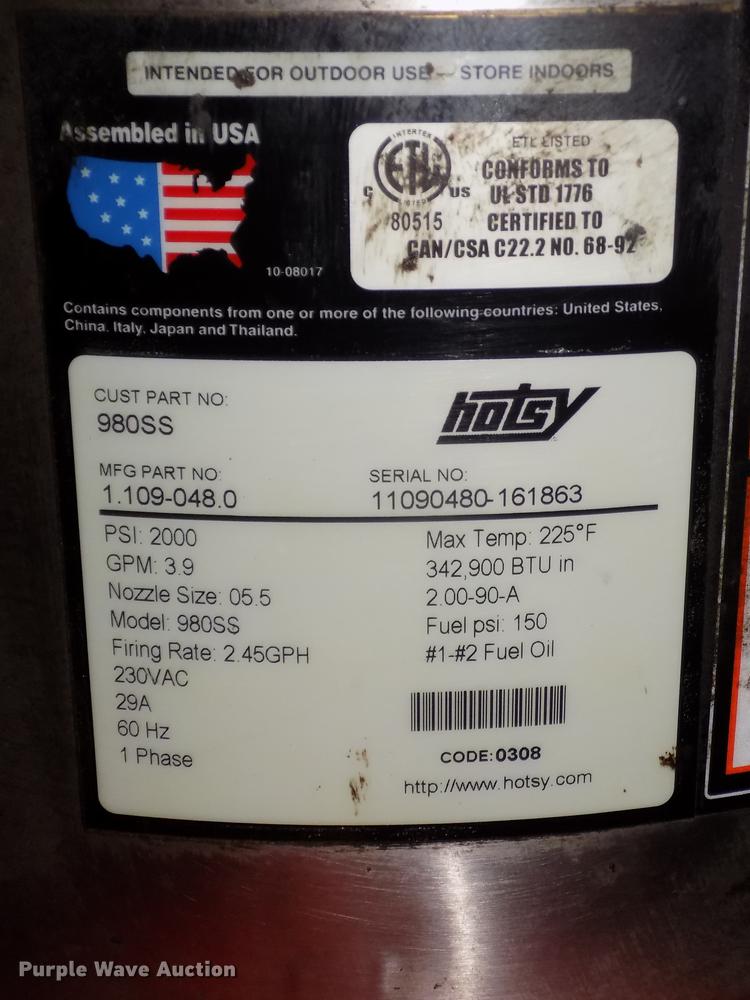 INTENDED FOR OUTDOOR USE — STORE INDOORS
Assembled in USA
10-08017
INTERTEK
ETL
C US
80515
ETL LISTED
CONFORMS TO
UL STD 1776
CERTIFIED TO
CAN/CSA C22.2 NO. 68-92
Contains components from one or more of the following countries: United States,
China, Italy, Japan and Thailand.
CUST PART NO:
980SS
hotsy
MFG PART NO:
1.109-048.0
SERIAL NO:
11090480-161863
PSI: 2000
GPM: 3.9
Nozzle Size: 05.5
Model: 980SS
Firing Rate: 2.45GPH
230VAC
29A
60 Hz
1 Phase
Max Temp: 225°F
342,900 BTU in
2.00-90-A
Fuel psi: 150
#1-#2 Fuel Oil
CODE:0308
http://www.hotsy.com
Purple Wave Auction